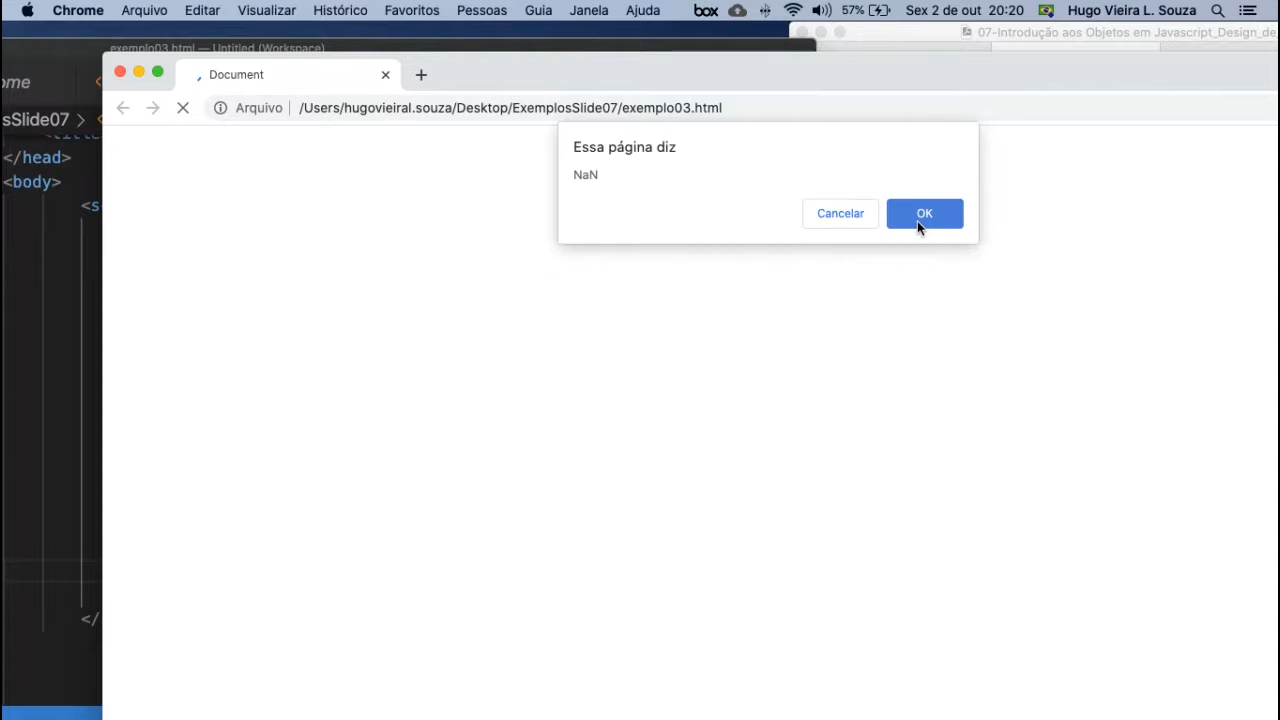 Chrome Arquivo Editar Visualizar Histórico Favoritos Pessoas Guia Janela Ajuda box 57% Sex 2 de out 20:20 Hugo Vieira L. Souza
07-Introdução aos Objetos em Javascript_Design_de
exemplo03.html — Untitled (Workspace)
ome
Document
sSlide07 >
Arquivo | /Users/hugovieiral.souza/Desktop/ExemplosSlide07/exemplo03.html
</head>
<body>
<s
</
Essa página diz
NaN
Cancelar OK